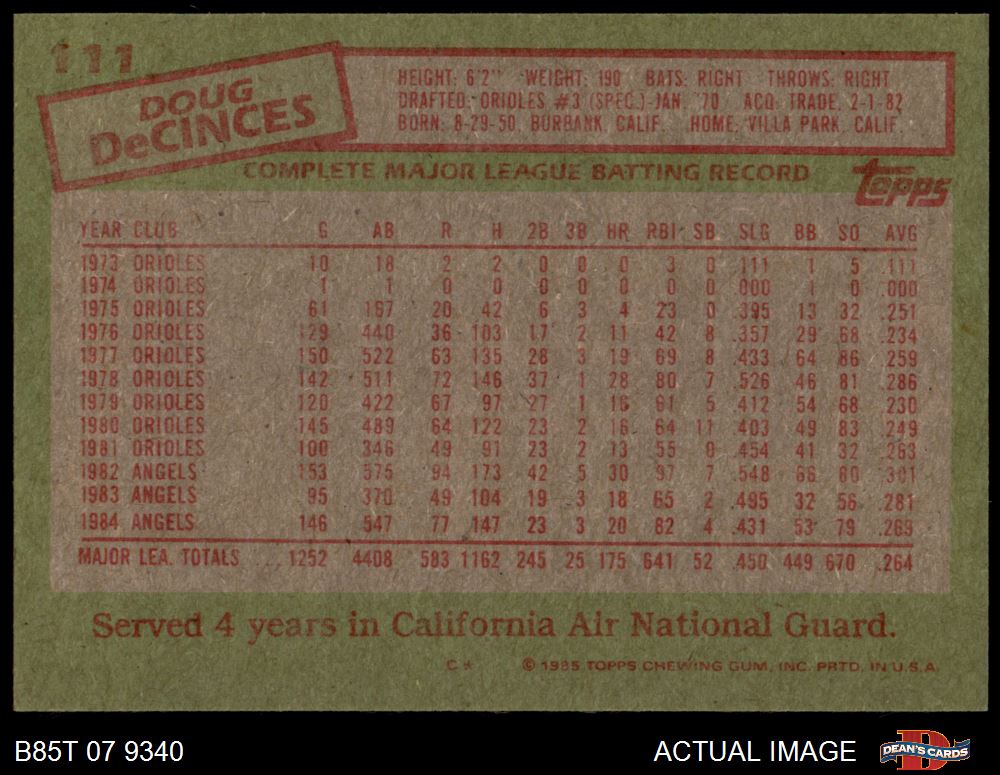 111
DOUG
DeCINCES
HEIGHT: 6'2" WEIGHT: 190 BATS: RIGHT THROWS: RIGHT
DRAFTED: ORIOLES #3 (SPEC.)-JAN. '70 ACQ. TRADE, 2-1-82
BORN: 8-29-50, BURBANK, CALIF. HOME: VILLA PARK, CALIF.
COMPLETE MAJOR LEAGUE BATTING RECORD
topps
YEAR CLUB G AB R H 2B 3B HR RBI SB SLG BB SO AVG
1973 ORIOLES 10 18 2 2 0 0 0 3 0 .111 1 5 .111
1974 ORIOLES 1 1 0 0 0 0 0 0 0 .000 1 0 .000
1975 ORIOLES 61 167 20 42 6 3 4 23 0 .395 13 32 .251
1976 ORIOLES 129 440 36 103 17 2 11 42 8 .357 29 68 .234
1977 ORIOLES 150 522 63 135 28 3 19 69 8 .433 64 86 .259
1978 ORIOLES 142 511 72 146 37 1 28 80 7 .526 46 81 .286
1979 ORIOLES 120 422 67 97 27 1 16 61 5 .412 54 68 .230
1980 ORIOLES 145 489 64 122 23 2 16 64 11 .403 49 83 .249
1981 ORIOLES 100 346 49 91 23 2 13 55 0 .454 41 32 .263
1982 ANGELS 153 575 94 173 42 5 30 97 7 .548 66 80 .301
1983 ANGELS 95 370 49 104 19 3 18 65 2 .495 32 56 .281
1984 ANGELS 146 547 77 147 23 3 20 82 4 .431 53 79 .269
MAJOR LEA. TOTALS 1252 4408 583 1162 245 25 175 641 52 .450 449 670 .264
Served 4 years in California Air National Guard.
C* © 1985 TOPPS CHEWING GUM, INC. PRTD. IN U.S.A.
B85T 07 9340 ACTUAL IMAGE DEAN'S CARDS